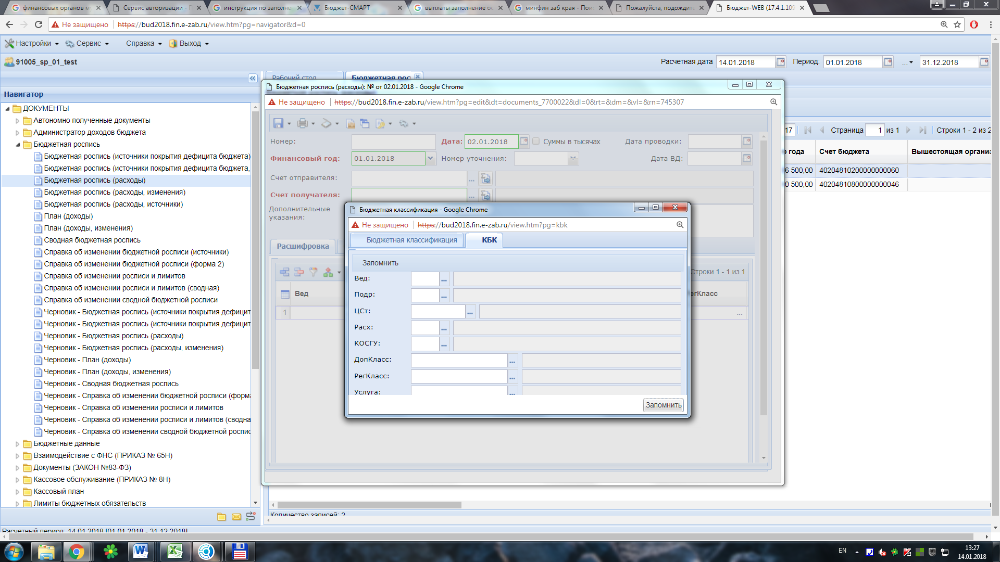 финансовых органов м
Сервис авторизации - Г
инструкция по заполне
Бюджет-СМАРТ
выплаты заполнение ос
минфин заб края - Пои
Пожалуйста, подождите
Бюджет-WEB (17.4.1.109
Не защищено https://bud2018.fin.e-zab.ru/view.htm?pg=navigator&d=0
Настройки Сервис Справка Выход
91005_sp_01_test
Расчетная дата 14.01.2018 Период: 01.01.2018 ... 31.12.2018
Рабочий стол Бюджетная рос
Навигатор
ДОКУМЕНТЫ
Автономно полученные документы
Администратор доходов бюджета
Бюджетная роспись
Бюджетная роспись (источники покрытия дефицита бюджета)
Бюджетная роспись (источники покрытия дефицита бюджета,
Бюджетная роспись (расходы)
Бюджетная роспись (расходы, изменения)
Бюджетная роспись (расходы, источники)
План (доходы)
План (доходы, изменения)
Сводная бюджетная роспись
Справка об изменении бюджетной росписи (источники)
Справка об изменении бюджетной росписи (форма 2)
Справка об изменении росписи и лимитов
Справка об изменении росписи и лимитов (сводная)
Справка об изменении сводной бюджетной росписи
Черновик - Бюджетная роспись (источники покрытия дефицит
Черновик - Бюджетная роспись (источники покрытия дефицит
Черновик - Бюджетная роспись (расходы)
Черновик - Бюджетная роспись (расходы, изменения)
Черновик - План (доходы)
Черновик - План (доходы, изменения)
Черновик - Сводная бюджетная роспись
Черновик - Справка об изменении бюджетной росписи (форм
Черновик - Справка об изменении росписи и лимитов
Черновик - Справка об изменении росписи и лимитов (сводна
Черновик - Справка об изменении сводной бюджетной роспис
Бюджетные данные
Взаимодействие с ФНС (ПРИКАЗ № 65Н)
Документы (ЗАКОН №83-ФЗ)
Кассовое обслуживание (ПРИКАЗ № 8Н)
Кассовый план
Лимиты бюджетных обязательств
Расчетный период: 14.01.2018 [01.01.2018 - 31.12.2018]
Бюджетная роспись (расходы): № от 02.01.2018 - Google Chrome
Не защищено https://bud2018.fin.e-zab.ru/view.htm?pg=edit&dt=documents_7700022&dl=0&rt=&dm=&vl=&rn=745307
Номер: Дата: 02.01.2018 Суммы в тысячах Дата проводки:
Финансовый год: 01.01.2018 Номер уточнения: Дата ВД:
Счет отправителя: ...
Счет получателя: ...
Дополнительные
указания:
Расшифровка
Строки 1 - 1 из 1
Вед егКласс
1 ...
17 Страница 1 из 1 Строки 1 - 2 из 2
о года Счет бюджета Вышестоящая организ
6 500,00 40204810200000000060
0 500,00 40204810800000000046
Количество записей: 2
Бюджетная классификация - Google Chrome
Не защищено https://bud2018.fin.e-zab.ru/view.htm?pg=kbk
Бюджетная классификация КБК
Запомнить
Вед: ...
Подр: ...
ЦСт: ...
Расх: ...
КОСГУ: ...
ДопКласс: ...
РегКласс: ...
Услуга: ...
Запомнить
EN 13:27
14.01.2018